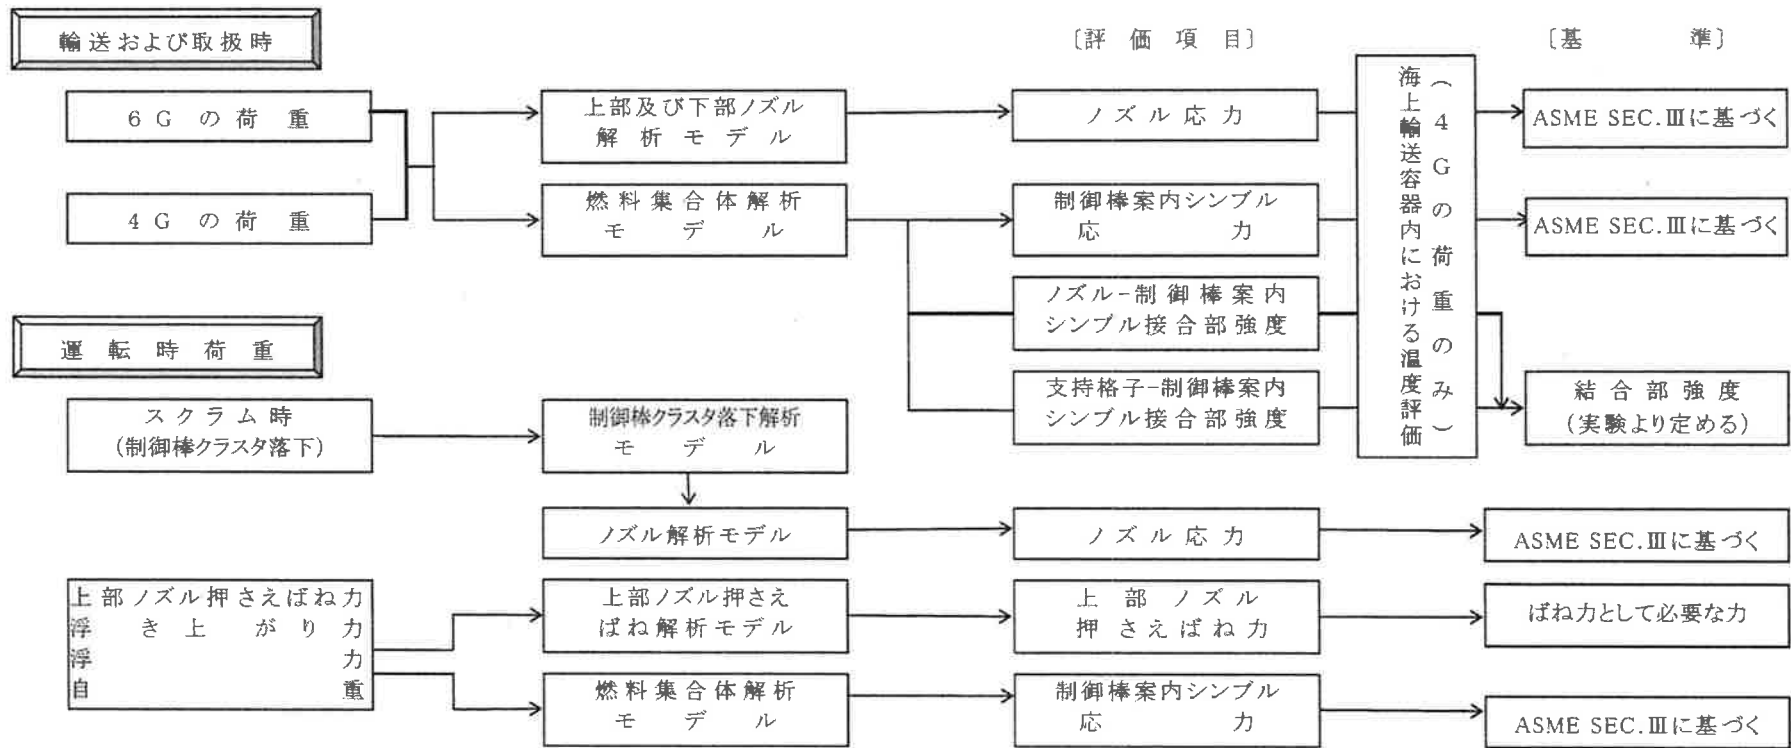 輸送および取扱時
〔評価項目〕
〔基準〕
6Gの荷重
4Gの荷重
上部及び下部ノズル
解析モデル
燃料集合体解析
モデル
ノズル応力
制御棒案内シンブル
応力
ノズル-制御棒案内
シンブル接合部強度
支持格子-制御棒案内
シンブル接合部強度
海上輸送容器内における温度評価
(4Gの荷重のみ)
ASME SEC.Ⅲに基づく
ASME SEC.Ⅲに基づく
結合部強度
(実験より定める)
運転時荷重
スクラム時
(制御棒クラスタ落下)
制御棒クラスタ落下解析
モデル
ノズル解析モデル
ノズル応力
ASME SEC.Ⅲに基づく
上部ノズル押さえばね力
浮き上がり力
浮力
自重
上部ノズル押さえ
ばね解析モデル
上部ノズル
押さえばね力
ばね力として必要な力
燃料集合体解析
モデル
制御棒案内シンブル
応力
ASME SEC.Ⅲに基づく